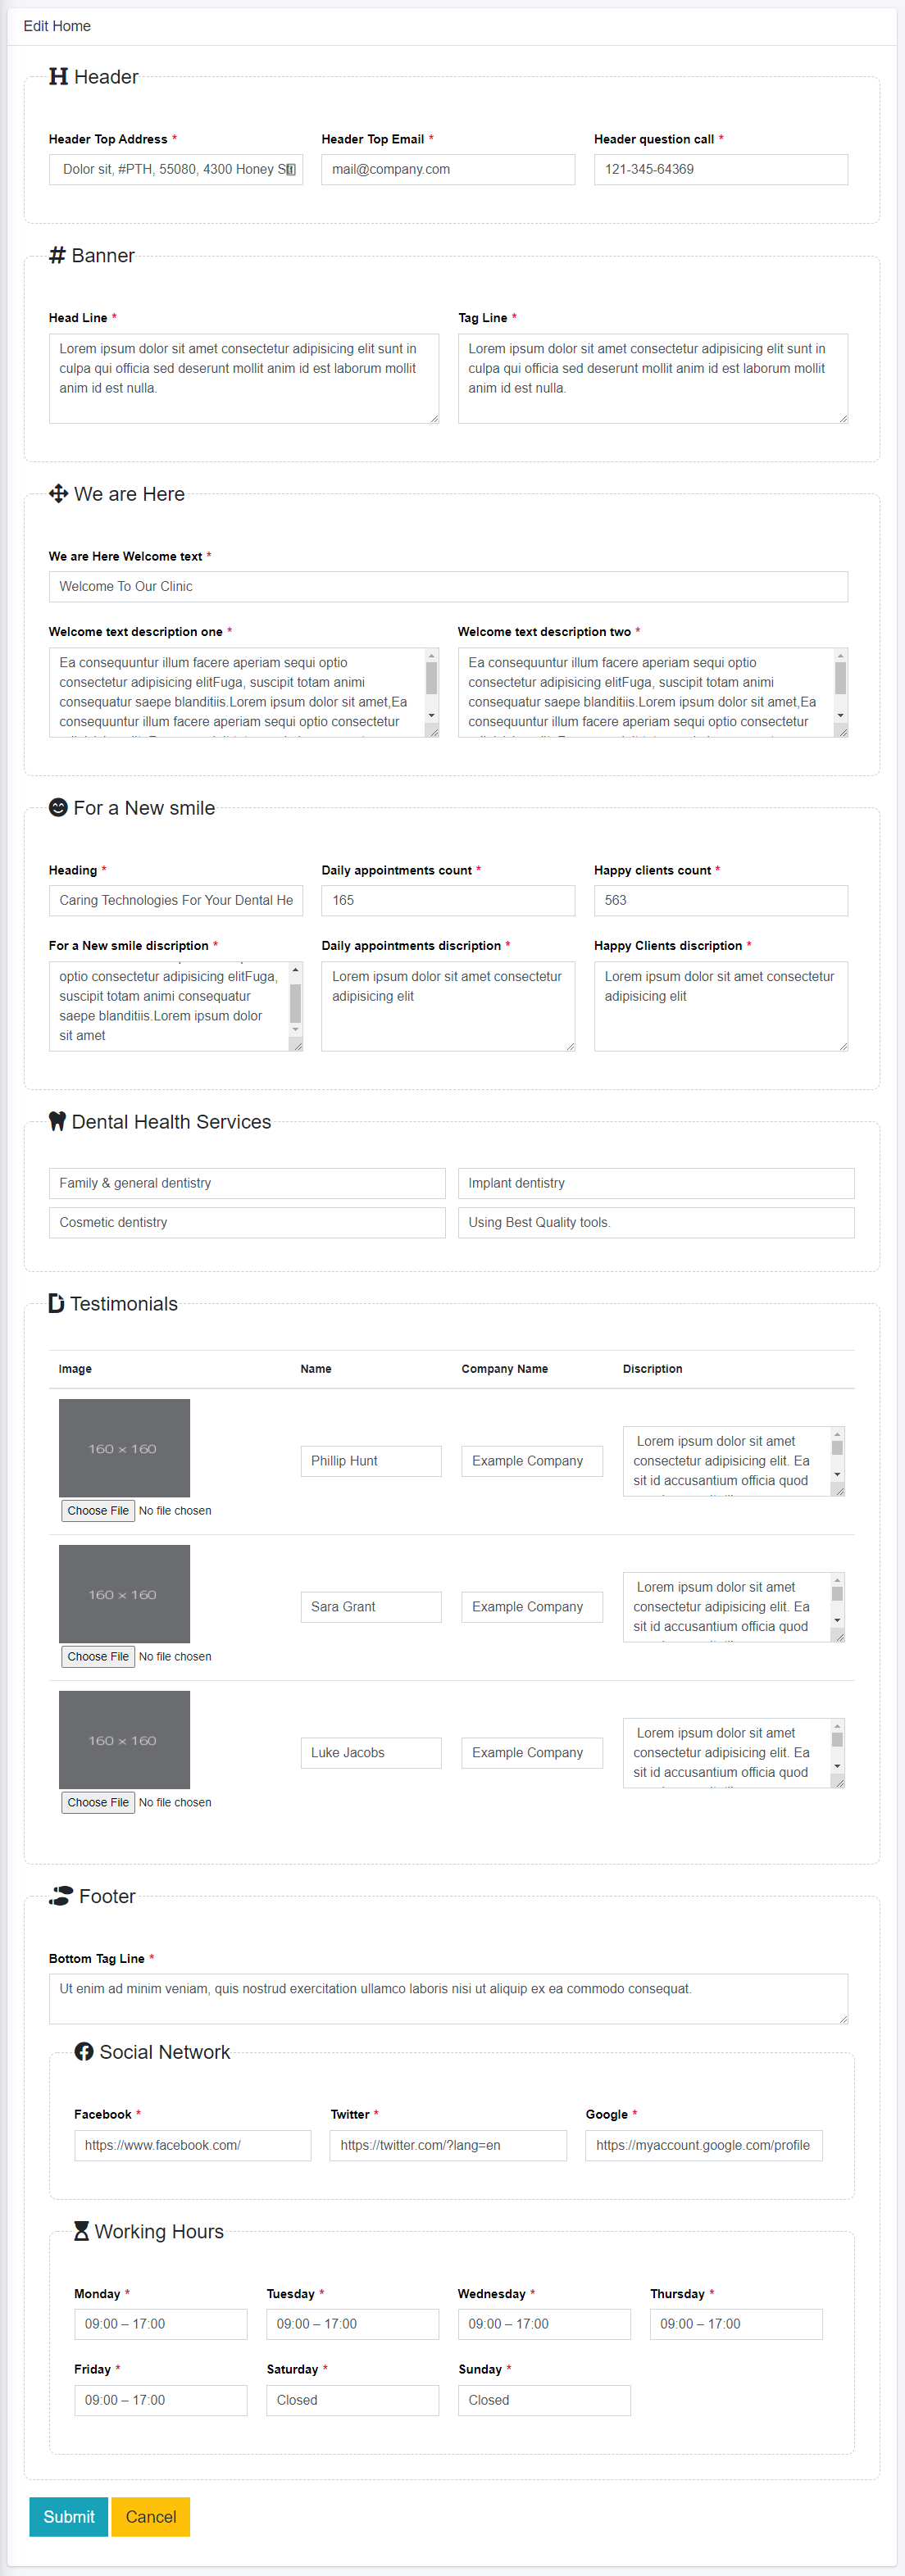 Edit Home
Header
Header Top Address *
Header Top Email *
Header question call *
Dolor sit, #PTH, 55080, 4300 Honey St
mail@company.com
121-345-64369
Banner
Head Line *
Tag Line *
Lorem ipsum dolor sit amet consectetur adipisicing elit sunt in
culpa qui officia sed deserunt mollit anim id est laborum mollit
anim id est nulla.
Lorem ipsum dolor sit amet consectetur adipisicing elit sunt in
culpa qui officia sed deserunt mollit anim id est laborum mollit
anim id est nulla.
We are Here
We are Here Welcome text *
Welcome To Our Clinic
Welcome text description one *
Welcome text description two *
Ea consequuntur illum facere aperiam sequi optio
consectetur adipisicing elitFuga, suscipit totam animi
consequatur saepe blanditiis.Lorem ipsum dolor sit amet,Ea
consequuntur illum facere aperiam sequi optio consectetur
Ea consequuntur illum facere aperiam sequi optio
consectetur adipisicing elitFuga, suscipit totam animi
consequatur saepe blanditiis.Lorem ipsum dolor sit amet,Ea
consequuntur illum facere aperiam sequi optio consectetur
For a New smile
Heading *
Daily appointments count *
Happy clients count *
Caring Technologies For Your Dental He
165
563
For a New smile discription *
Daily appointments discription *
Happy Clients discription *
optio consectetur adipisicing elitFuga,
suscipit totam animi consequatur
saepe blanditiis.Lorem ipsum dolor
sit amet
Lorem ipsum dolor sit amet consectetur
adipisicing elit
Lorem ipsum dolor sit amet consectetur
adipisicing elit
Dental Health Services
Family & general dentistry
Implant dentistry
Cosmetic dentistry
Using Best Quality tools.
Testimonials
Image
Name
Company Name
Discription
160 × 160
Choose File No file chosen
Phillip Hunt
Example Company
Lorem ipsum dolor sit amet
consectetur adipisicing elit. Ea
sit id accusantium officia quod
160 × 160
Choose File No file chosen
Sara Grant
Example Company
Lorem ipsum dolor sit amet
consectetur adipisicing elit. Ea
sit id accusantium officia quod
160 × 160
Choose File No file chosen
Luke Jacobs
Example Company
Lorem ipsum dolor sit amet
consectetur adipisicing elit. Ea
sit id accusantium officia quod
Footer
Bottom Tag Line *
Ut enim ad minim veniam, quis nostrud exercitation ullamco laboris nisi ut aliquip ex ea commodo consequat.
Social Network
Facebook *
Twitter *
Google *
https://www.facebook.com/
https://twitter.com/?lang=en
https://myaccount.google.com/profile
Working Hours
Monday *
Tuesday *
Wednesday *
Thursday *
09:00 – 17:00
09:00 – 17:00
09:00 – 17:00
09:00 – 17:00
Friday *
Saturday *
Sunday *
09:00 – 17:00
Closed
Closed
Submit
Cancel